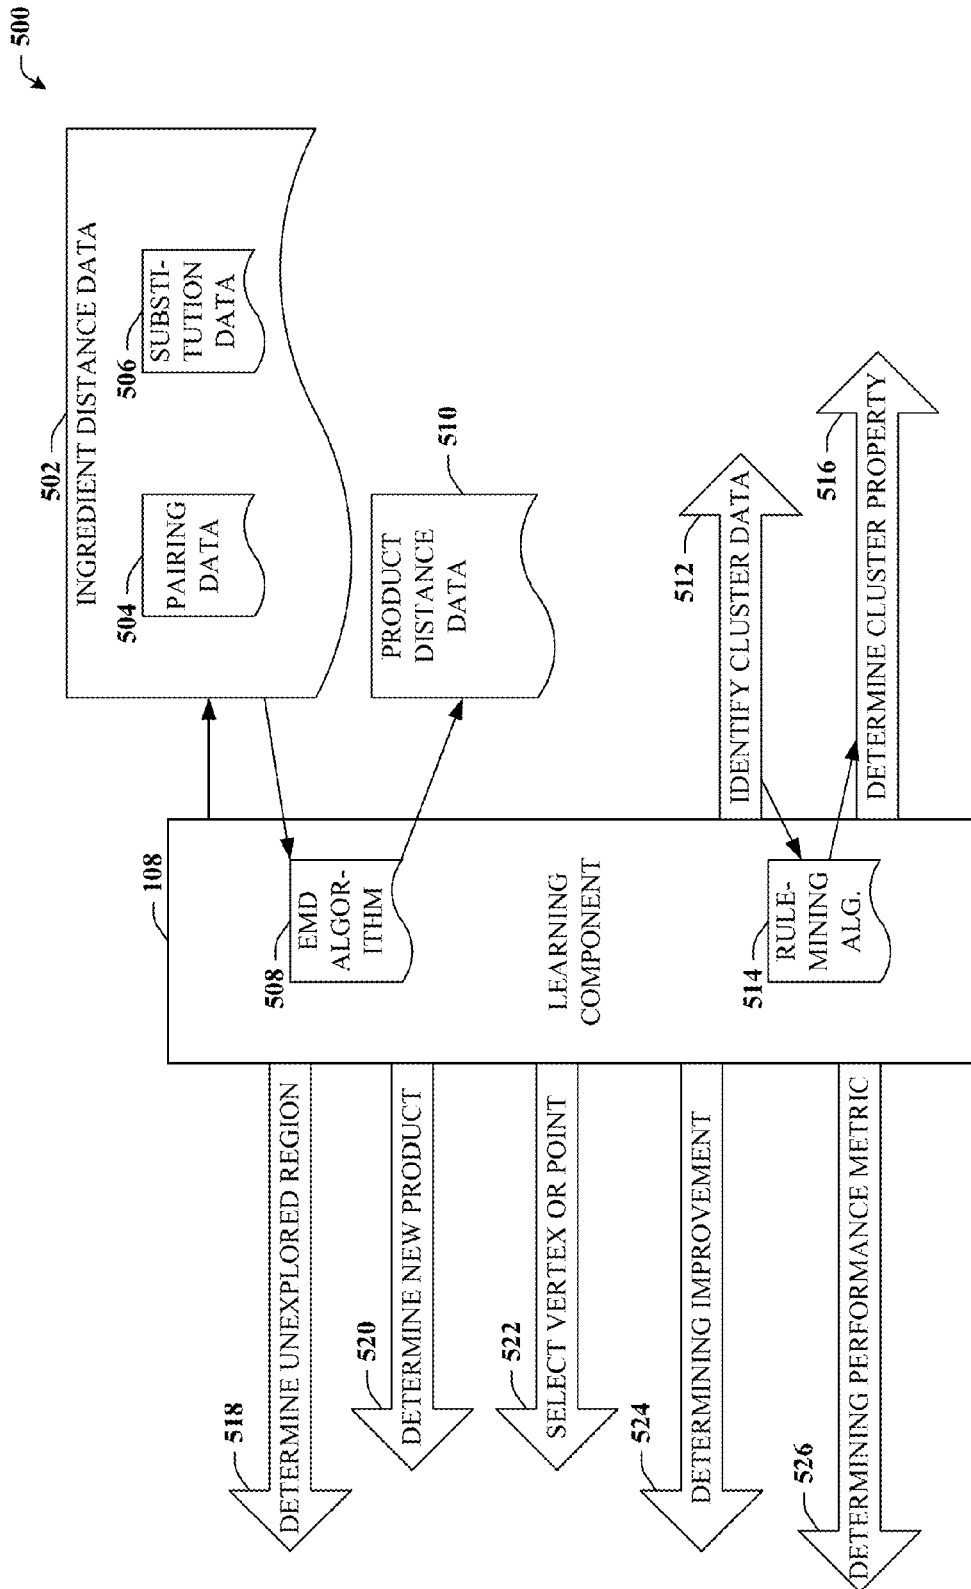 500
502
INGREDIENT DISTANCE DATA
504
PAIRING
DATA
506
SUBSTI-
TUTION
DATA
510
PRODUCT
DISTANCE
DATA
108
508
EMD
ALGOR-
ITHM
LEARNING
COMPONENT
514
RULE-
MINING
ALG.
512
IDENTIFY CLUSTER DATA
516
DETERMINE CLUSTER PROPERTY
518
DETERMINE UNEXPLORED REGION
520
DETERMINE NEW PRODUCT
522
SELECT VERTEX OR POINT
524
DETERMINING IMPROVEMENT
526
DETERMINING PERFORMANCE METRIC